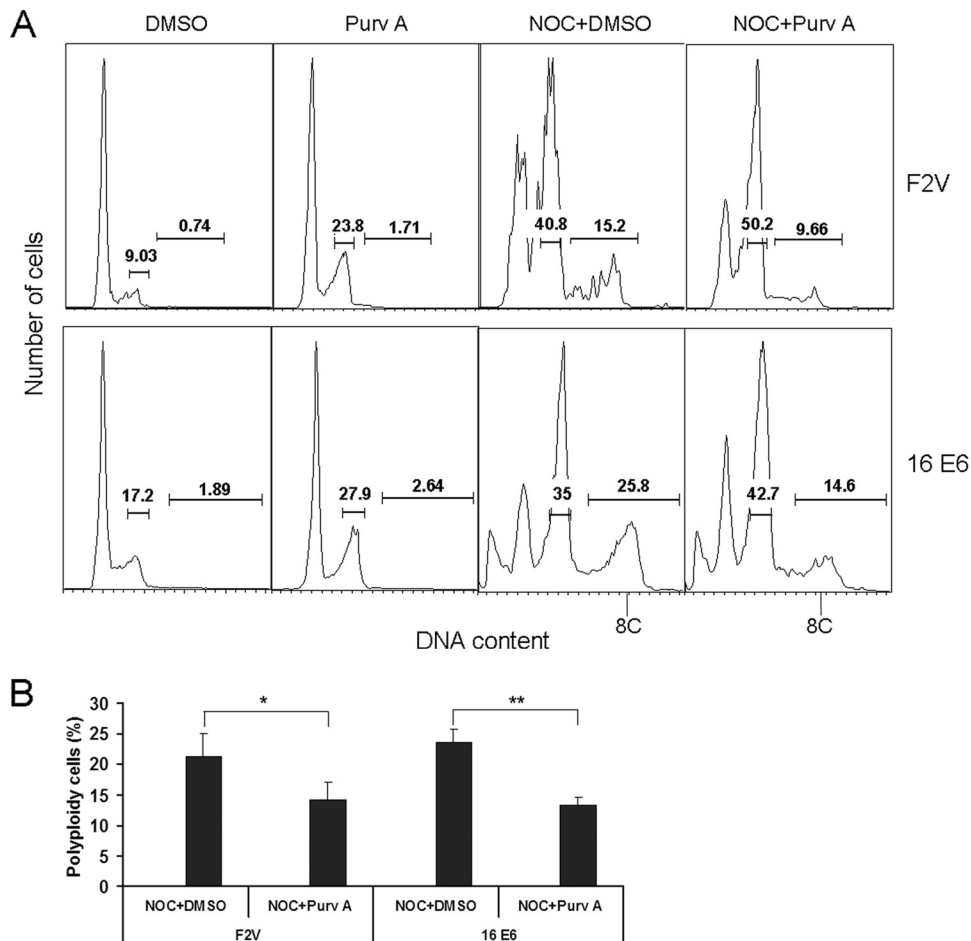 A
DMSO Purv A NOC+DMSO NOC+Purv A
Number of cells
9.03 0.74 23.8 1.71 40.8 15.2 50.2 9.66
F2V
17.2 1.89 27.9 2.64 35 25.8 42.7 14.6
16 E6
8C 8C
DNA content
B
Polyploidy cells (%)
30
25
20
15
10
5
0
* **
NOC+DMSO NOC+Purv A NOC+DMSO NOC+Purv A
F2V 16 E6